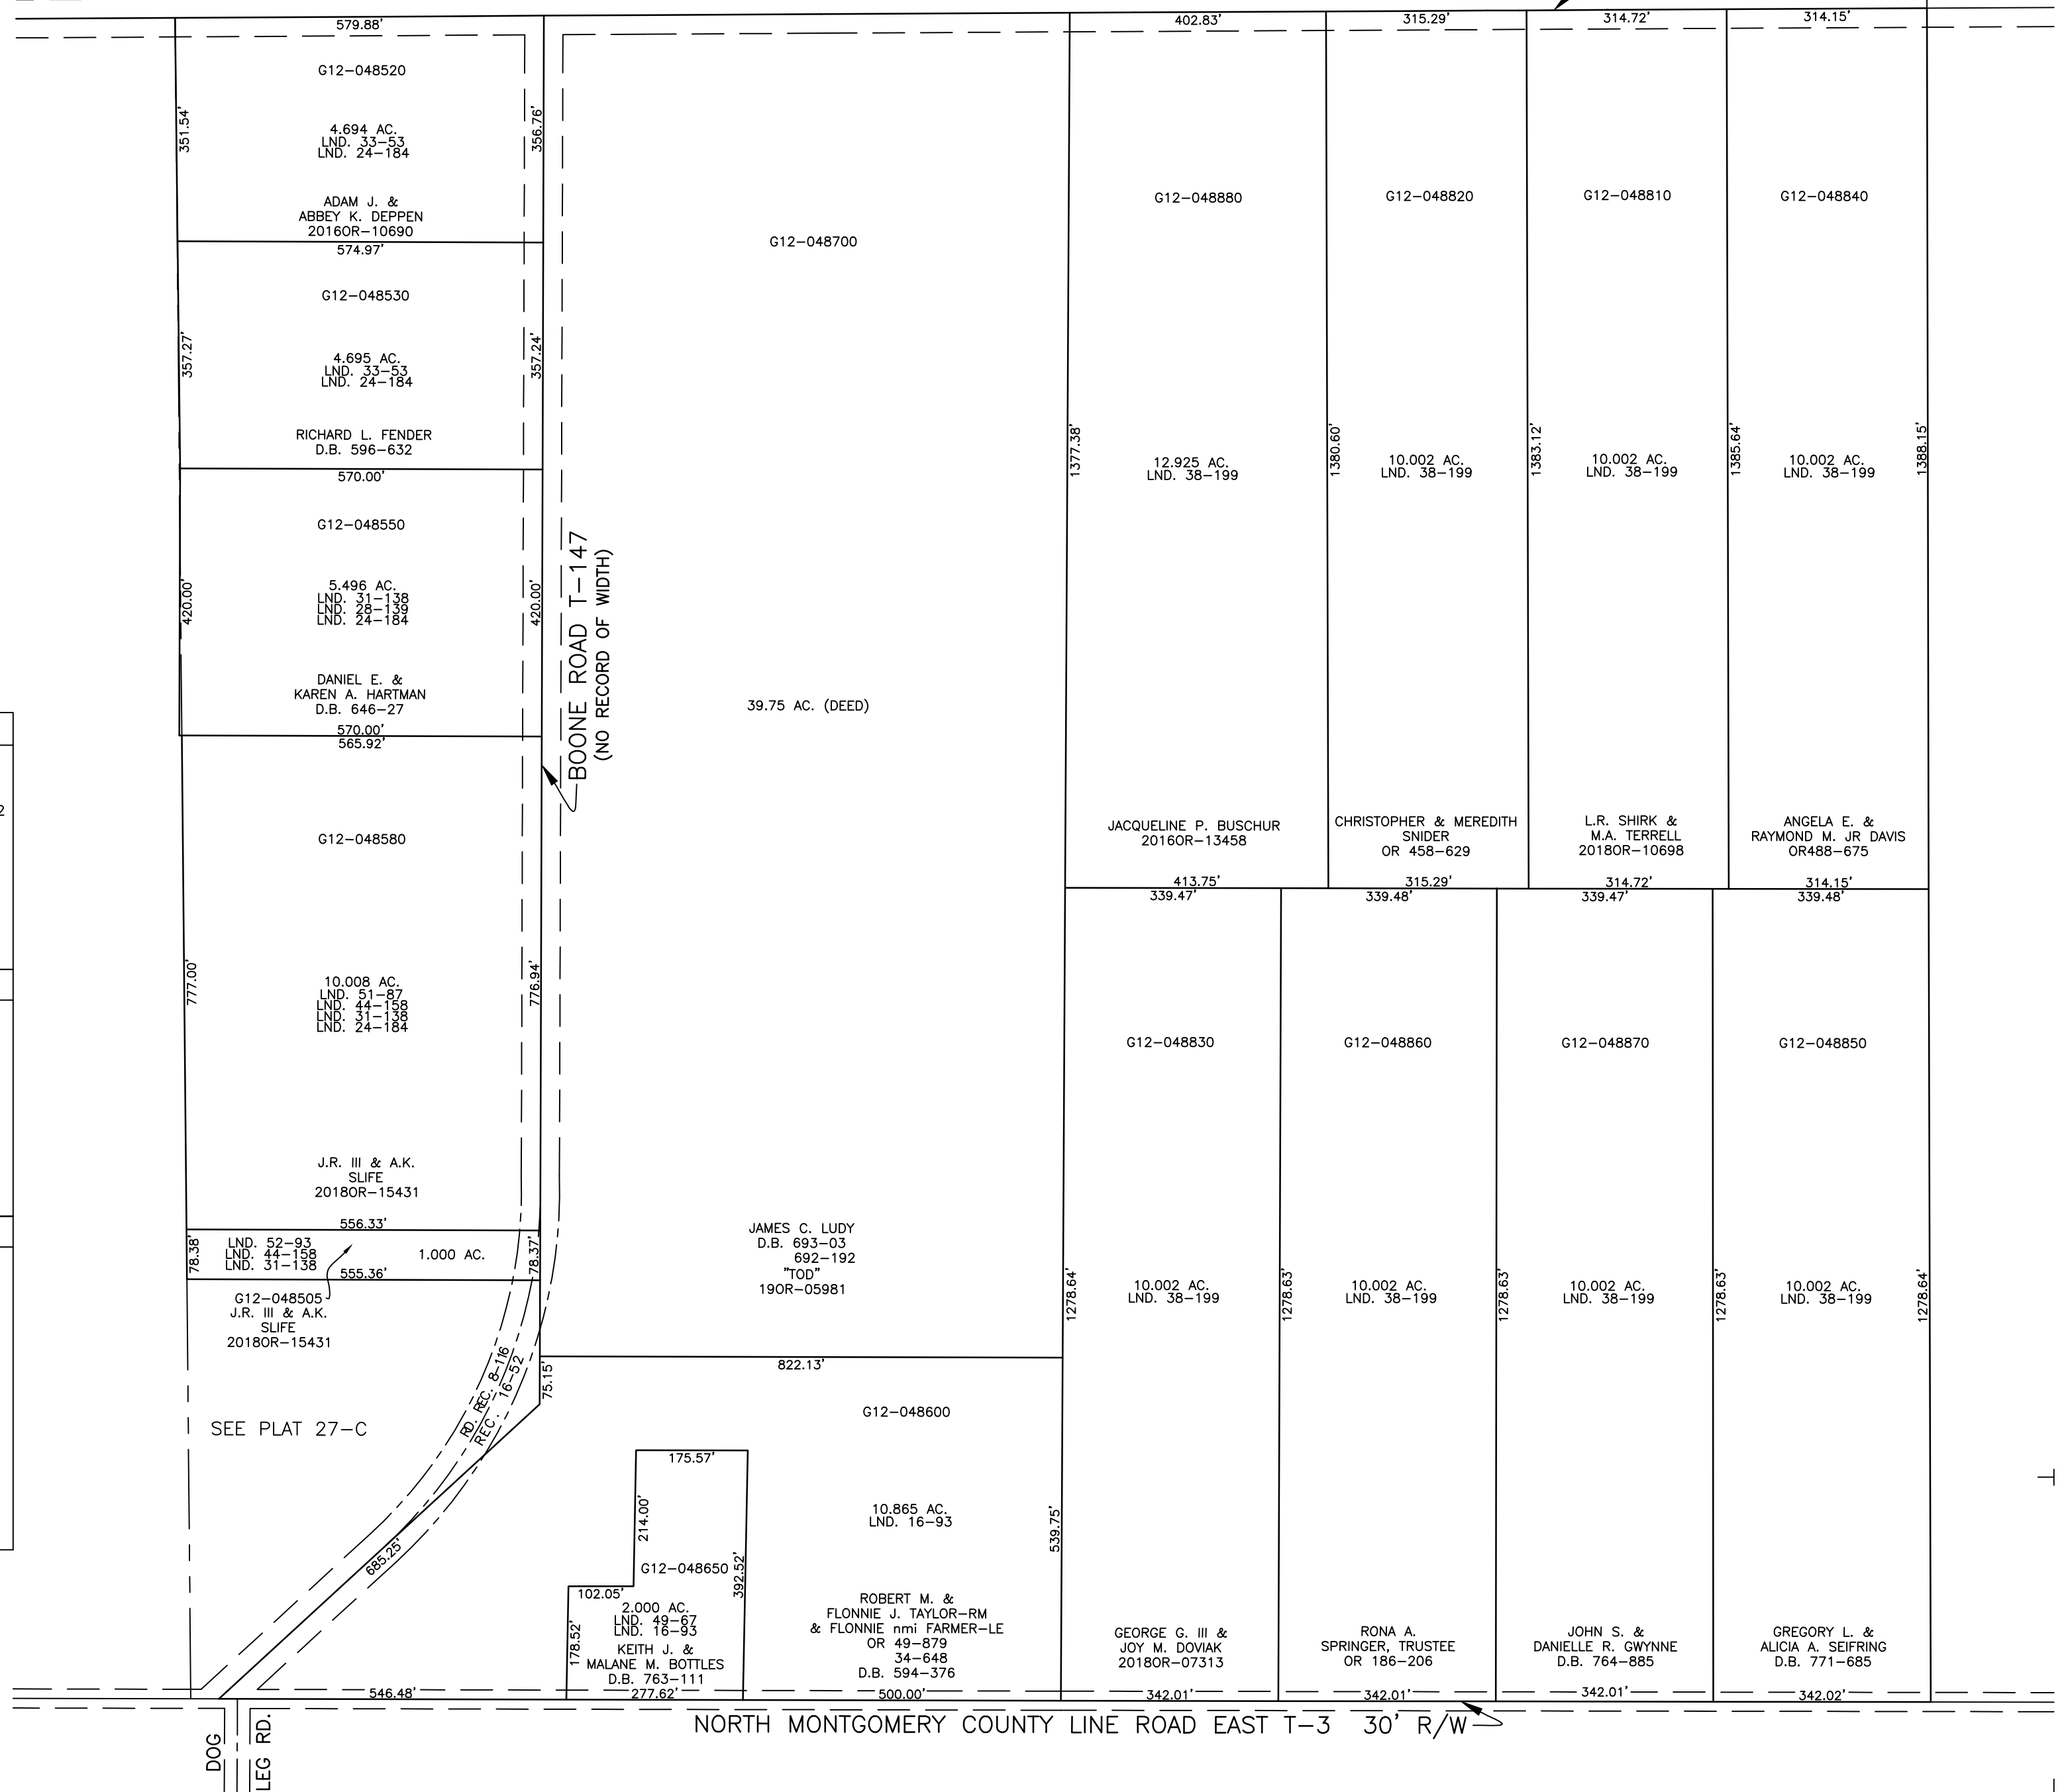 579.88'
402.83'
315.29'
314.72'
314.15'
G12-048520
351.54'
356.76'
4.694 AC.
LND. 33-53
LND. 24-184
ADAM J. &
ABBEY K. DEPPEN
2016OR-10690
574.97'
G12-048530
357.27'
357.24'
4.695 AC.
LND. 33-53
LND. 24-184
RICHARD L. FENDER
D.B. 596-632
570.00'
G12-048550
420.00'
420.00'
5.496 AC.
LND. 31-138
LND. 28-139
LND. 24-184
DANIEL E. &
KAREN A. HARTMAN
D.B. 646-27
570.00'
565.92'
G12-048580
777.00'
776.94'
10.008 AC.
LND. 51-87
LND. 44-158
LND. 31-138
LND. 24-184
J.R. III & A.K.
SLIFE
2018OR-15431
556.33'
78.38'
LND. 52-93
LND. 44-158
LND. 31-138
1.000 AC.
78.37'
555.36'
G12-048505
J.R. III & A.K.
SLIFE
2018OR-15431
SEE PLAT 27-C
RD. REC. 8-116
REC. 16-52
685.25'
BOONE ROAD T-147
(NO RECORD OF WIDTH)
G12-048700
39.75 AC. (DEED)
JAMES C. LUDY
D.B. 693-03
692-192
"TOD"
19OR-05981
822.13'
75.15'
G12-048600
10.865 AC.
LND. 16-93
539.75'
ROBERT M. &
FLONNIE J. TAYLOR-RM
& FLONNIE nmi FARMER-LE
OR 49-879
34-648
D.B. 594-376
175.57'
214.00'
G12-048650
392.52'
102.05'
178.52'
2.000 AC.
LND. 49-67
LND. 16-93
KEITH J. &
MALANE M. BOTTLES
D.B. 763-111
G12-048880
1377.38'
12.925 AC.
LND. 38-199
JACQUELINE P. BUSCHUR
2016OR-13458
413.75'
G12-048820
1380.60'
10.002 AC.
LND. 38-199
CHRISTOPHER & MEREDITH
SNIDER
OR 458-629
315.29'
G12-048810
1383.12'
10.002 AC.
LND. 38-199
L.R. SHIRK &
M.A. TERRELL
2018OR-10698
314.72'
G12-048840
1385.64'
10.002 AC.
LND. 38-199
1388.15'
ANGELA E. &
RAYMOND M. JR DAVIS
OR488-675
314.15'
339.47'
G12-048830
1278.64'
10.002 AC.
LND. 38-199
GEORGE G. III &
JOY M. DOVIAK
2018OR-07313
339.48'
G12-048860
1278.63'
10.002 AC.
LND. 38-199
RONA A.
SPRINGER, TRUSTEE
OR 186-206
339.47'
G12-048870
1278.63'
10.002 AC.
LND. 38-199
JOHN S. &
DANIELLE R. GWYNNE
D.B. 764-885
339.48'
G12-048850
1278.63'
10.002 AC.
LND. 38-199
1278.64'
GREGORY L. &
ALICIA A. SEIFRING
D.B. 771-685
546.48'
277.62'
500.00'
342.01'
342.01'
342.01'
342.02'
NORTH MONTGOMERY COUNTY LINE ROAD EAST T-3 30' R/W
DOG
LEG RD.
2